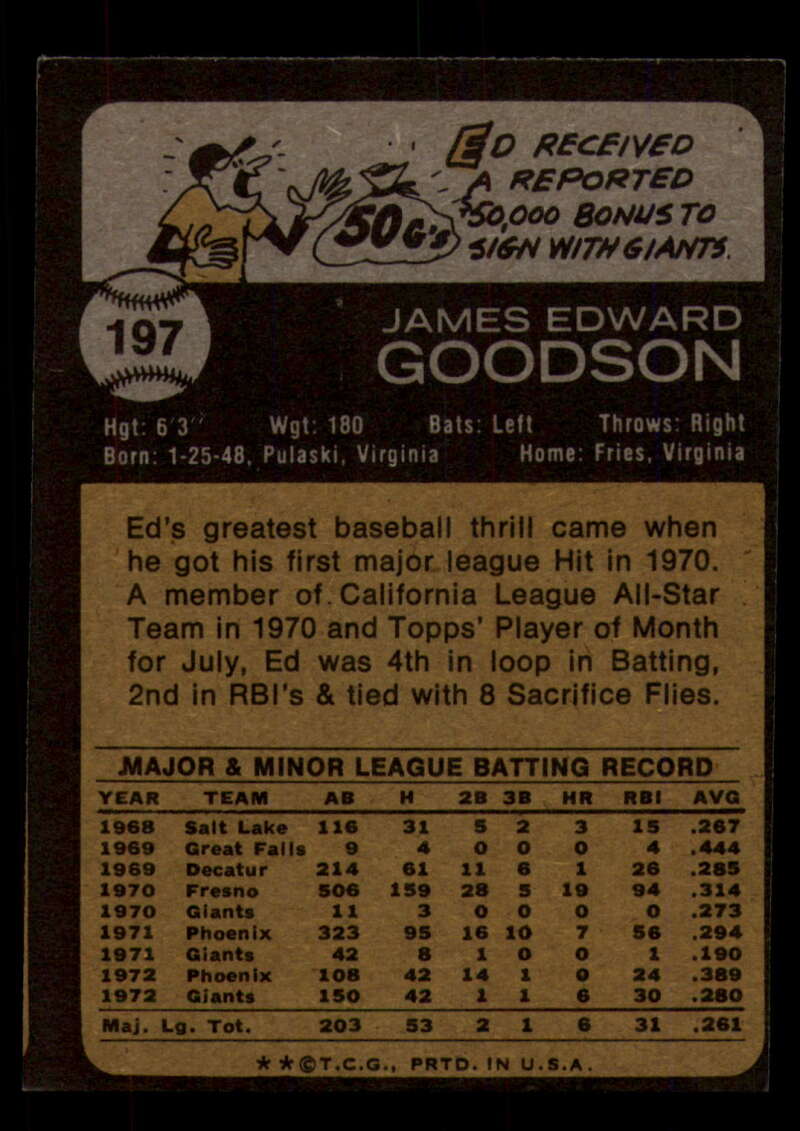 ED RECEIVED
A REPORTED
$50,000 BONUS TO
SIGN WITH GIANTS.
50 G's
197
JAMES EDWARD
GOODSON
Hgt: 6'3" Wgt: 180 Bats: Left Throws: Right
Born: 1-25-48, Pulaski, Virginia Home: Fries, Virginia
Ed's greatest baseball thrill came when
he got his first major league Hit in 1970.
A member of California League All-Star
Team in 1970 and Topps' Player of Month
for July, Ed was 4th in loop in Batting,
2nd in RBI's & tied with 8 Sacrifice Flies.
MAJOR & MINOR LEAGUE BATTING RECORD
YEAR TEAM AB H 2B 3B HR RBI AVG
1968 Salt Lake 116 31 5 2 3 15 .267
1969 Great Falls 9 4 0 0 0 4 .444
1969 Decatur 214 61 11 6 1 26 .285
1970 Fresno 506 159 28 5 19 94 .314
1970 Giants 11 3 0 0 0 0 .273
1971 Phoenix 323 95 16 10 7 56 .294
1971 Giants 42 8 1 0 0 1 .190
1972 Phoenix 108 42 14 1 0 24 .389
1972 Giants 150 42 1 1 6 30 .280
Maj. Lg. Tot. 203 53 2 1 6 31 .261
★★©T.C.G., PRTD. IN U.S.A.